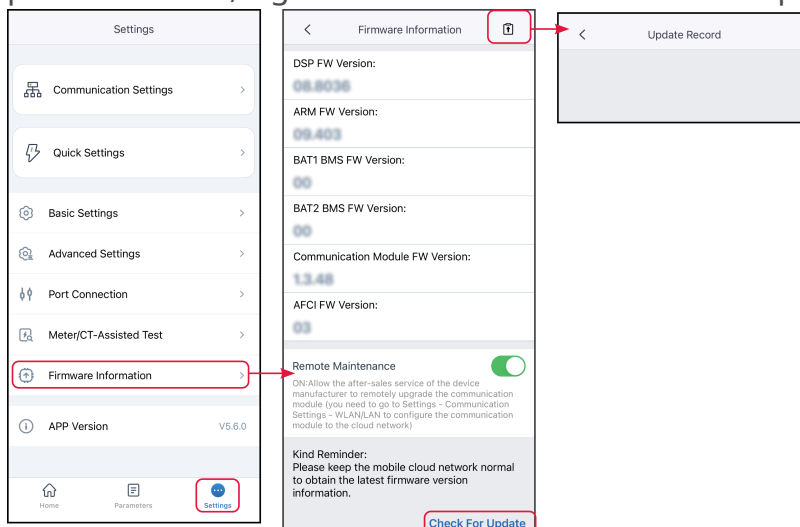 Settings
Communication Settings
Quick Settings
Basic Settings
Advanced Settings
Port Connection
Meter/CT-Assisted Test
Firmware Information
APP Version V5.6.0
Home Parameters Settings
Firmware Information
DSP FW Version:
08.8036
ARM FW Version:
09.403
BAT1 BMS FW Version:
00
BAT2 BMS FW Version:
00
Communication Module FW Version:
1.3.48
AFCI FW Version:
03
Remote Maintenance
ON:Allow the after-sales service of the device
manufacturer to remotely upgrade the communication
module (you need to go to Settings - Communication
Settings - WLAN/LAN to configure the communication
module to the cloud network)
Kind Reminder:
Please keep the mobile cloud network normal
to obtain the latest firmware version
information.
Check For Update
Update Record